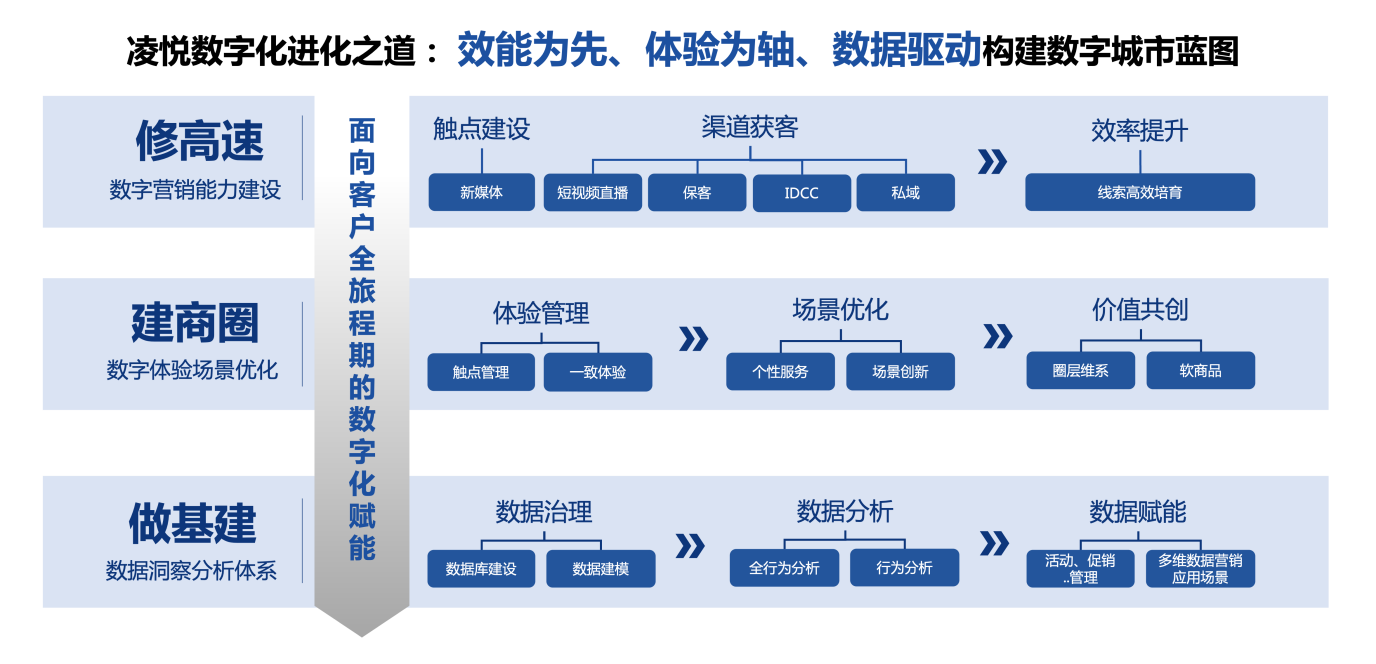 凌悦数字化进化之道：效能为先、体验为轴、数据驱动构建数字城市蓝图
修高速
数字营销能力建设
面向客户全旅程期的数字化赋能
触点建设
新媒体
渠道获客
短视频直播
保客
IDCC
私域
效率提升
线索高效培育
建商圈
数字体验场景优化
体验管理
触点管理
一致体验
场景优化
个性服务
场景创新
价值共创
圈层维系
软商品
做基建
数据洞察分析体系
数据治理
数据库建设
数据建模
数据分析
全行为分析
行为分析
数据赋能
活动、促销
..管理
多维数据营销
应用场景